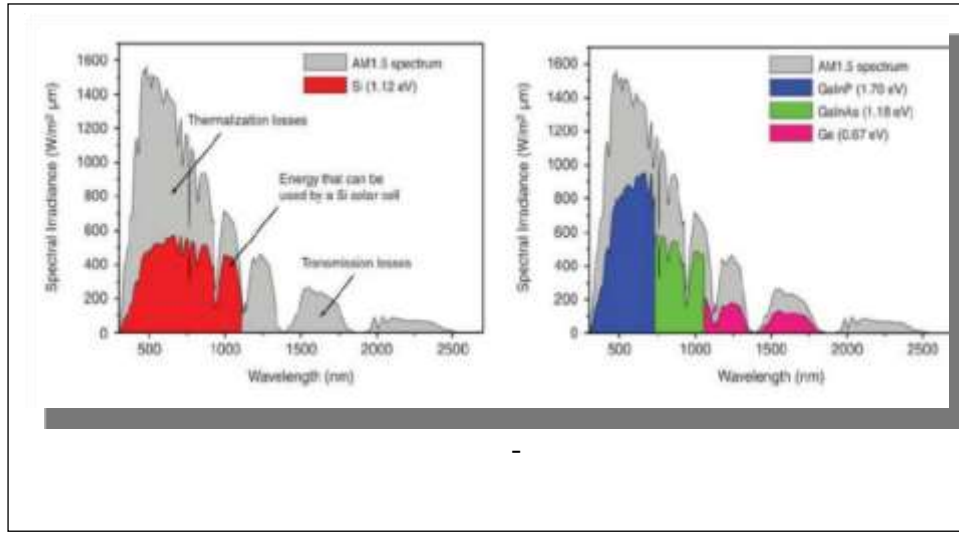 AM1.5 spectrum
Si (1.12 eV)
Thermalization losses
Energy that can be
used by a Si solar cell
Transmission losses
1600
1400
1200
1000
800
600
400
200
0
500
1000
1500
2000
2500
Spectral Irradiance (W/m² µm)
Wavelength (nm)
AM1.5 spectrum
GaInP (1.70 eV)
GaInAs (1.18 eV)
Ge (0.67 eV)
1600
1400
1200
1000
800
600
400
200
0
500
1000
1500
2000
2500
Spectral Irradiance (W/m² µm)
Wavelength (nm)
-